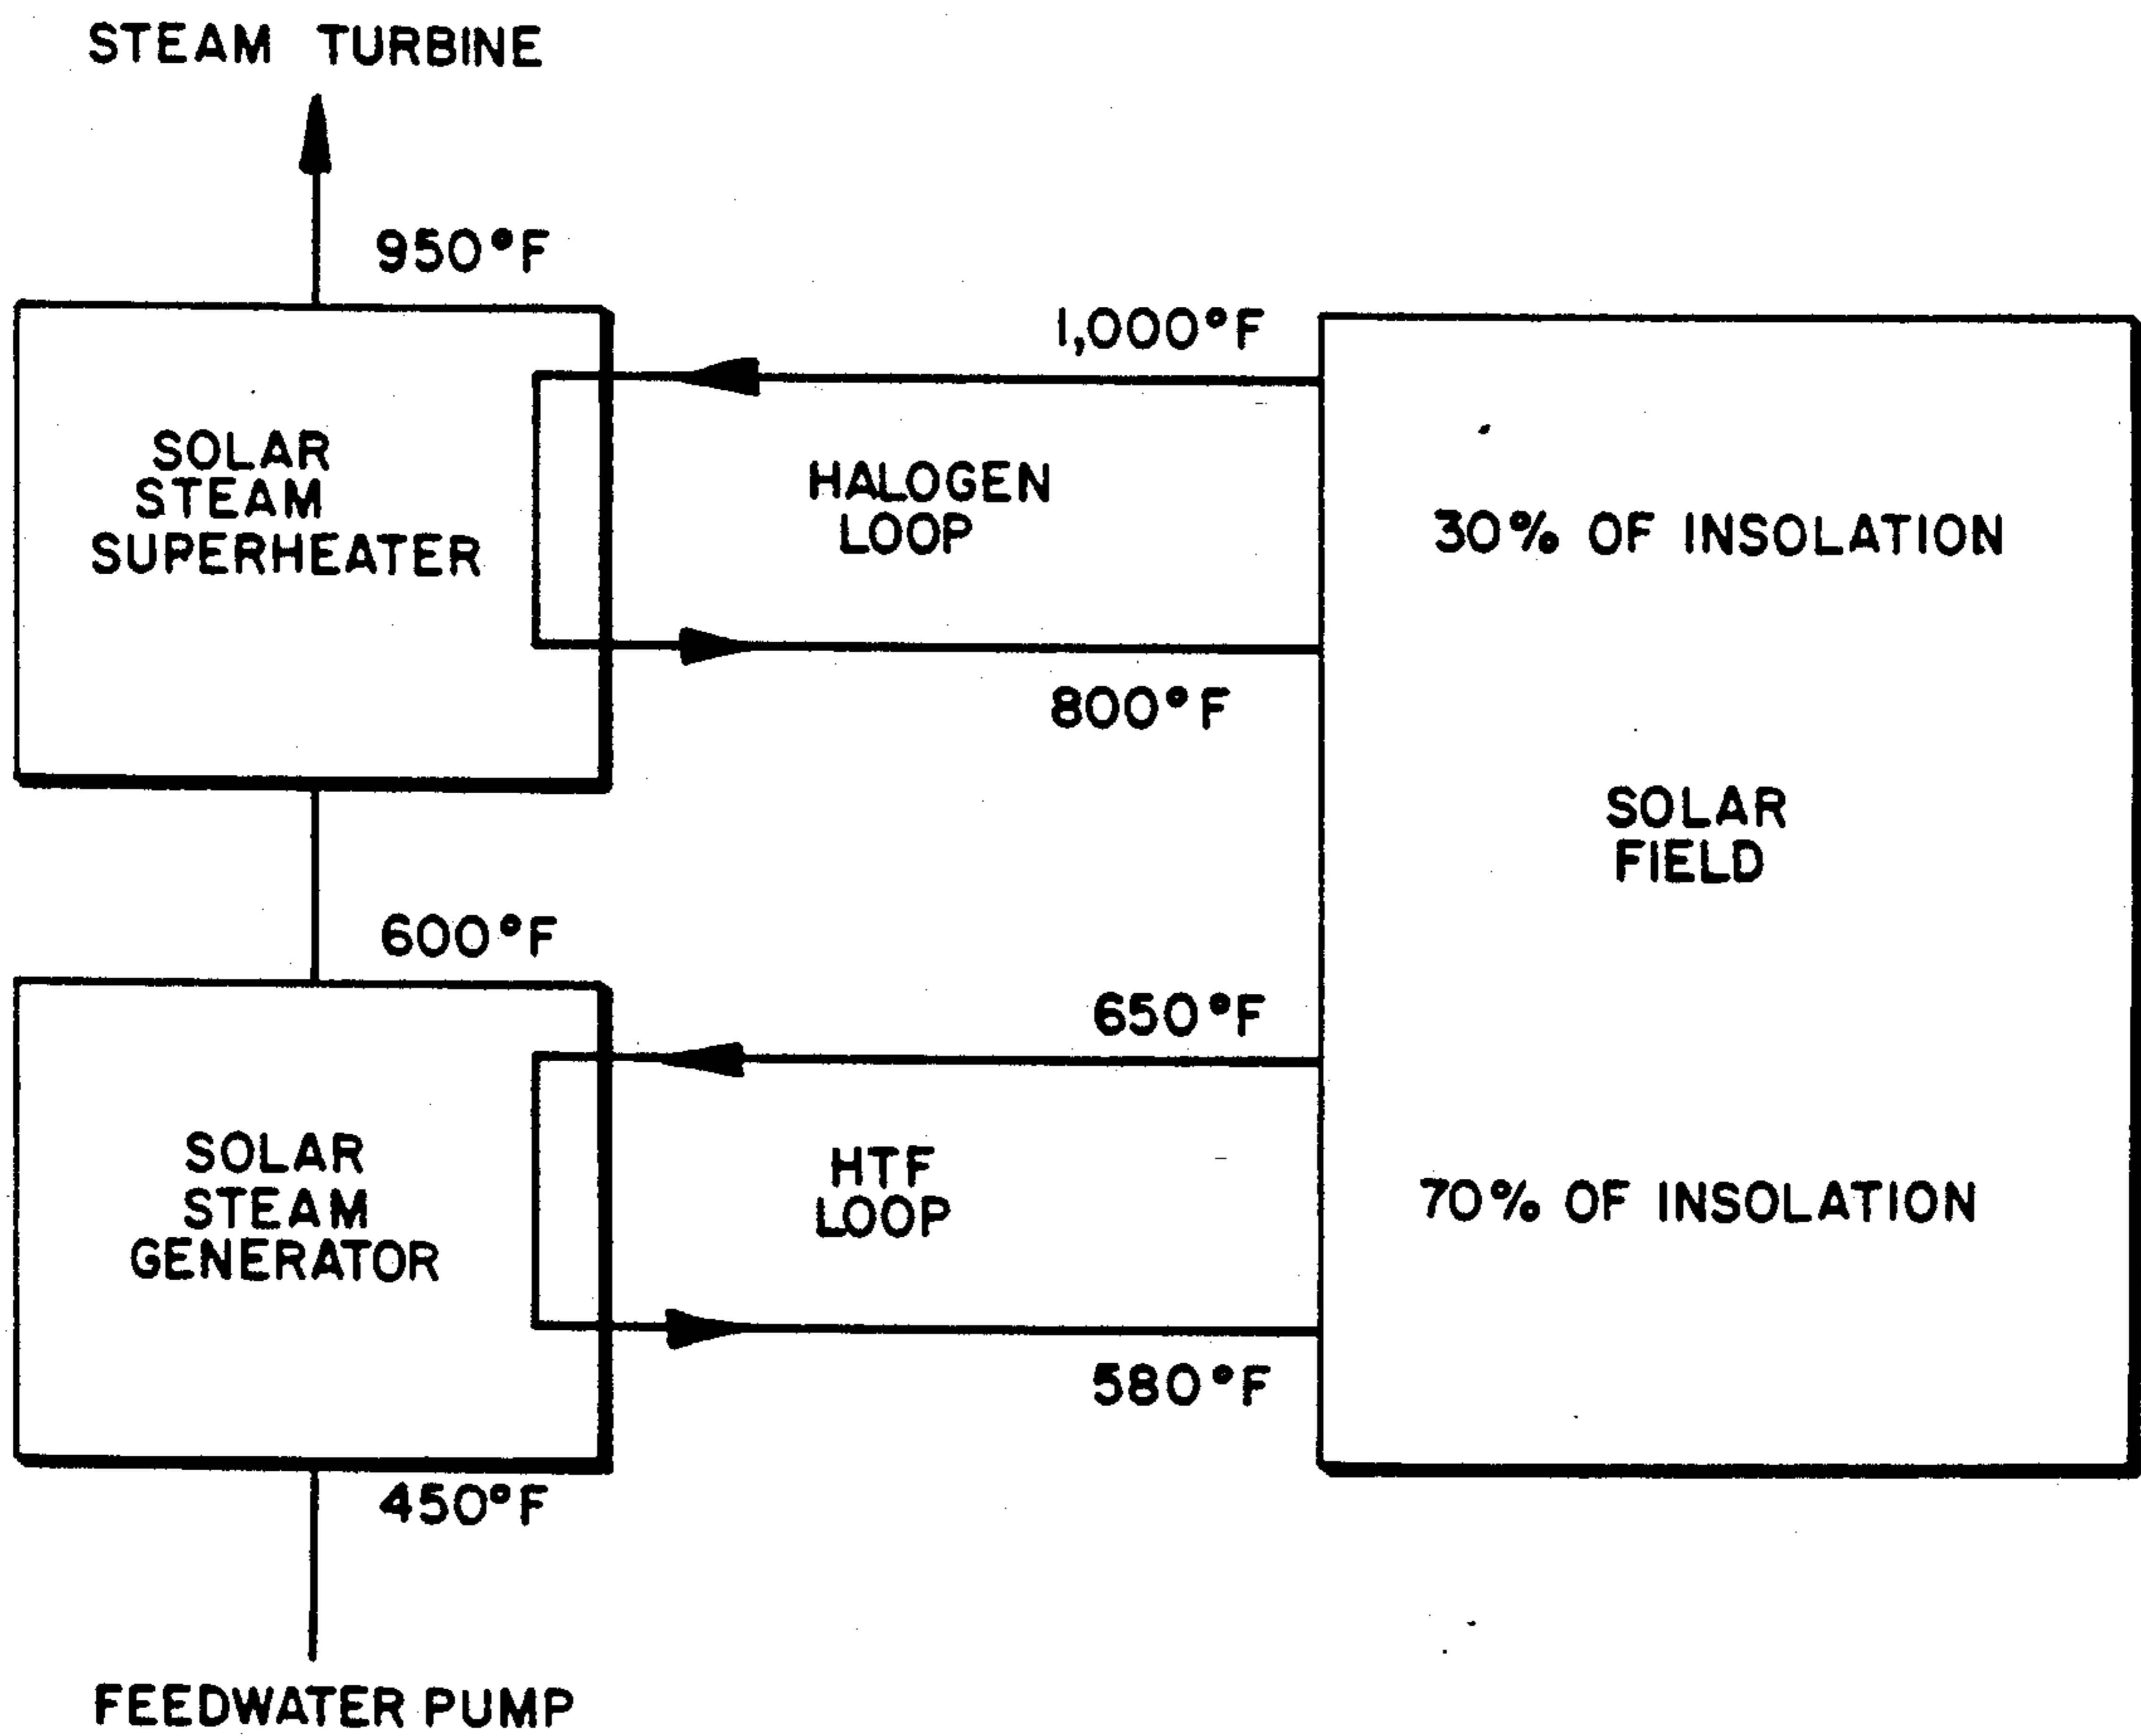 STEAM TURBINE
950°F
1,000°F
SOLAR
STEAM
SUPERHEATER
HALOGEN
LOOP
30% OF INSOLATION
800°F
SOLAR
FIELD
600°F
650°F
SOLAR
STEAM
GENERATOR
HTF
LOOP
70% OF INSOLATION
580°F
450°F
FEEDWATER PUMP